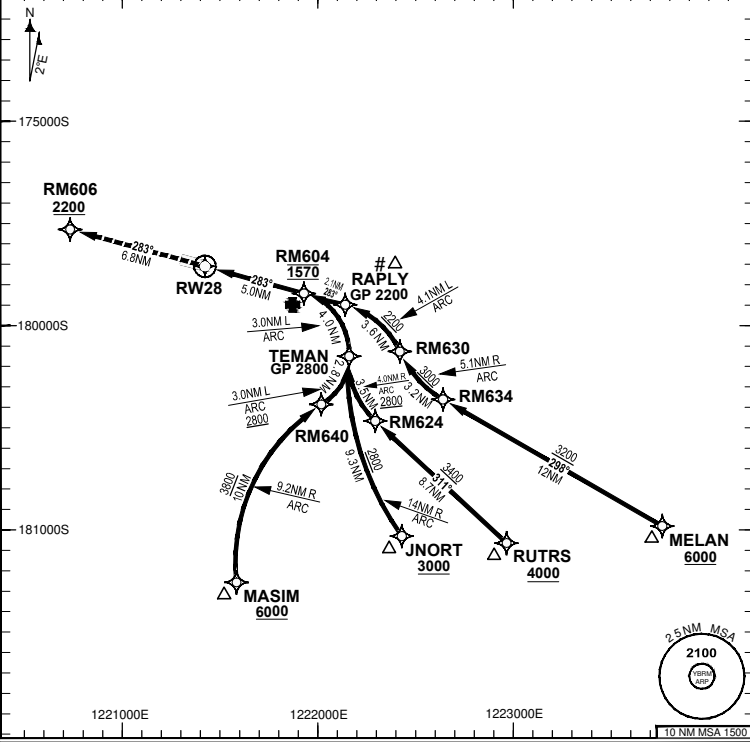 N
2°E
175000S
RM606
2200
283°
6.8NM
RW28
283°
5.0NM
RM604
1570
2.1NM
283°
#
RAPLY
GP 2200
4.1NM L
ARC
2200
3.6NM
180000S
3.0NM L
ARC
4.0NM
TEMAN
GP 2800
RM630
5.1NM R
ARC
3000
3.2NM
RM634
2.8NM
3.5NM
4.0NM R
ARC
2800
3.0NM L
ARC
2800
RM624
RM640
3200
298°
12NM
3400
311°
8.7NM
2800
9.3NM
3800
10NM
9.2NM R
ARC
14NM R
ARC
181000S
JNORT
3000
RUTRS
4000
MELAN
6000
MASIM
6000
25NM MSA
2100
YBRM
ARP
10 NM MSA 1500
1221000E
1222000E
1223000E